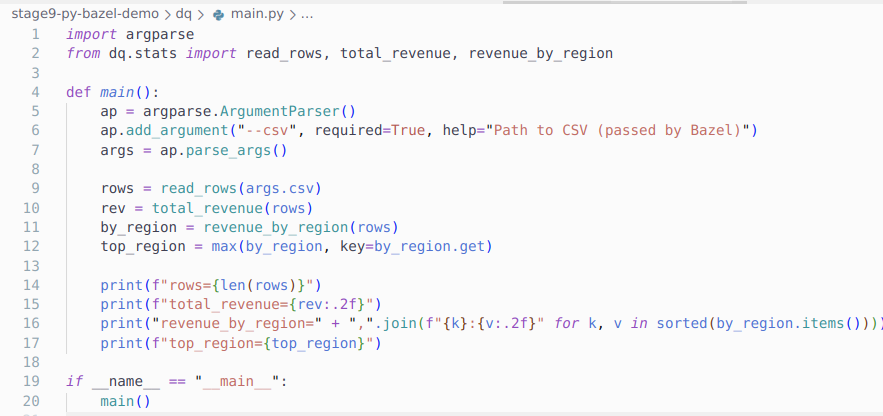 stage9-py-bazel-demo > dq > main.py > ...
1 import argparse
2 from dq.stats import read_rows, total_revenue, revenue_by_region
3
4 def main():
5     ap = argparse.ArgumentParser()
6     ap.add_argument("--csv", required=True, help="Path to CSV (passed by Bazel)")
7     args = ap.parse_args()
8
9     rows = read_rows(args.csv)
10     rev = total_revenue(rows)
11     by_region = revenue_by_region(rows)
12     top_region = max(by_region, key=by_region.get)
13
14     print(f"rows={len(rows)}")
15     print(f"total_revenue={rev:.2f}")
16     print("revenue_by_region=" + ",".join(f"{k}:{v:.2f}" for k, v in sorted(by_region.items())))
17     print(f"top_region={top_region}")
18
19 if __name__ == "__main__":
20     main()